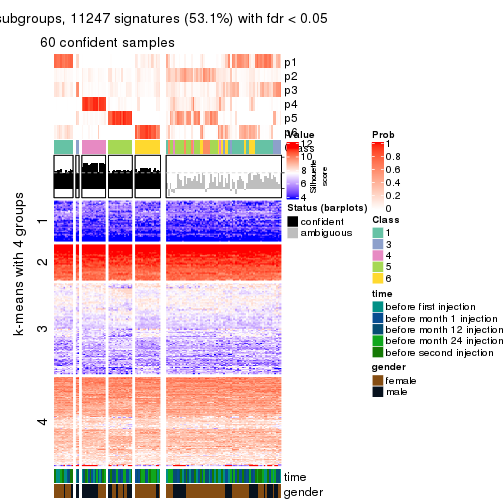 subgroups, 11247 signatures (53.1%) with fdr < 0.05
60 confident samples
p1
p2
p3
p4
p5
p6
Class
k-means with 4 groups
1
2
3
4
Value
12
10
8
6
4
Silhouette
score
Status (barplots)
confident
ambiguous
Prob
1
0.8
0.6
0.4
0.2
0
Class
1
3
4
5
6
time
before first injection
before month 1 injection
before month 12 injection
before month 24 injection
before second injection
gender
female
male
time
gender